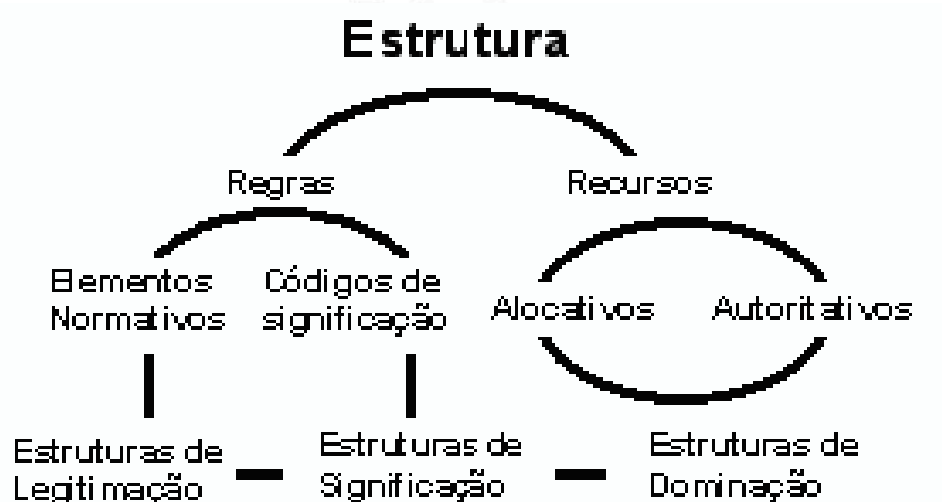 Estrutura
Regras
Recursos
Elementos
Normativos
Códigos de
significação
Alocativos
Autoritativos
Estruturas de
Legitimação
Estruturas de
Significação
Estruturas de
Dominação